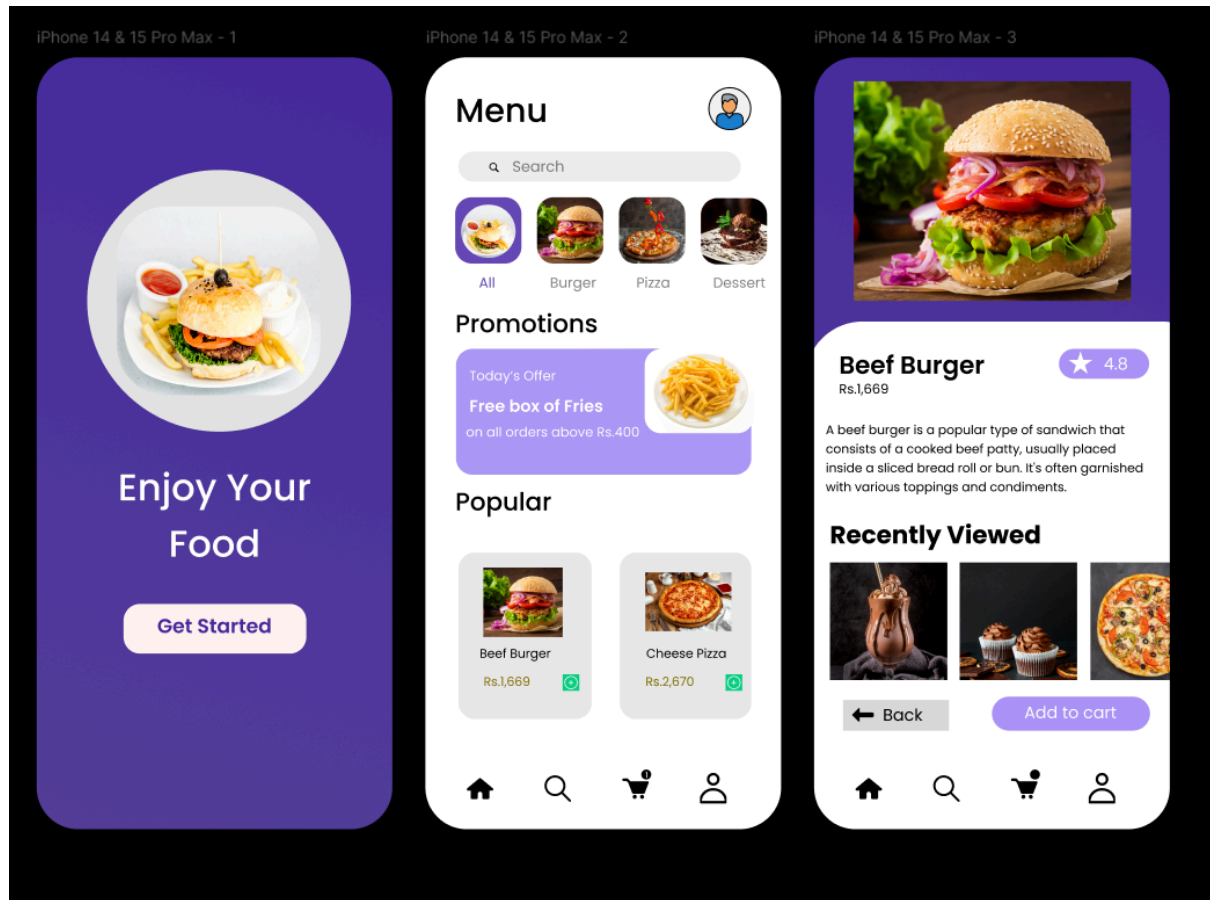 iPhone 14 & 15 Pro Max - 1
Enjoy Your
Food
Get Started
iPhone 14 & 15 Pro Max - 2
Menu
Search
All
Burger
Pizza
Dessert
Promotions
Today's Offer
Free box of Fries
on all orders above Rs.400
Popular
Beef Burger
Rs.1,669
Cheese Pizza
Rs.2,670
1
iPhone 14 & 15 Pro Max - 3
Beef Burger
4.8
Rs.1,669
A beef burger is a popular type of sandwich that
consists of a cooked beef patty, usually placed
inside a sliced bread roll or bun. It's often garnished
with various toppings and condiments.
Recently Viewed
Back
Add to cart